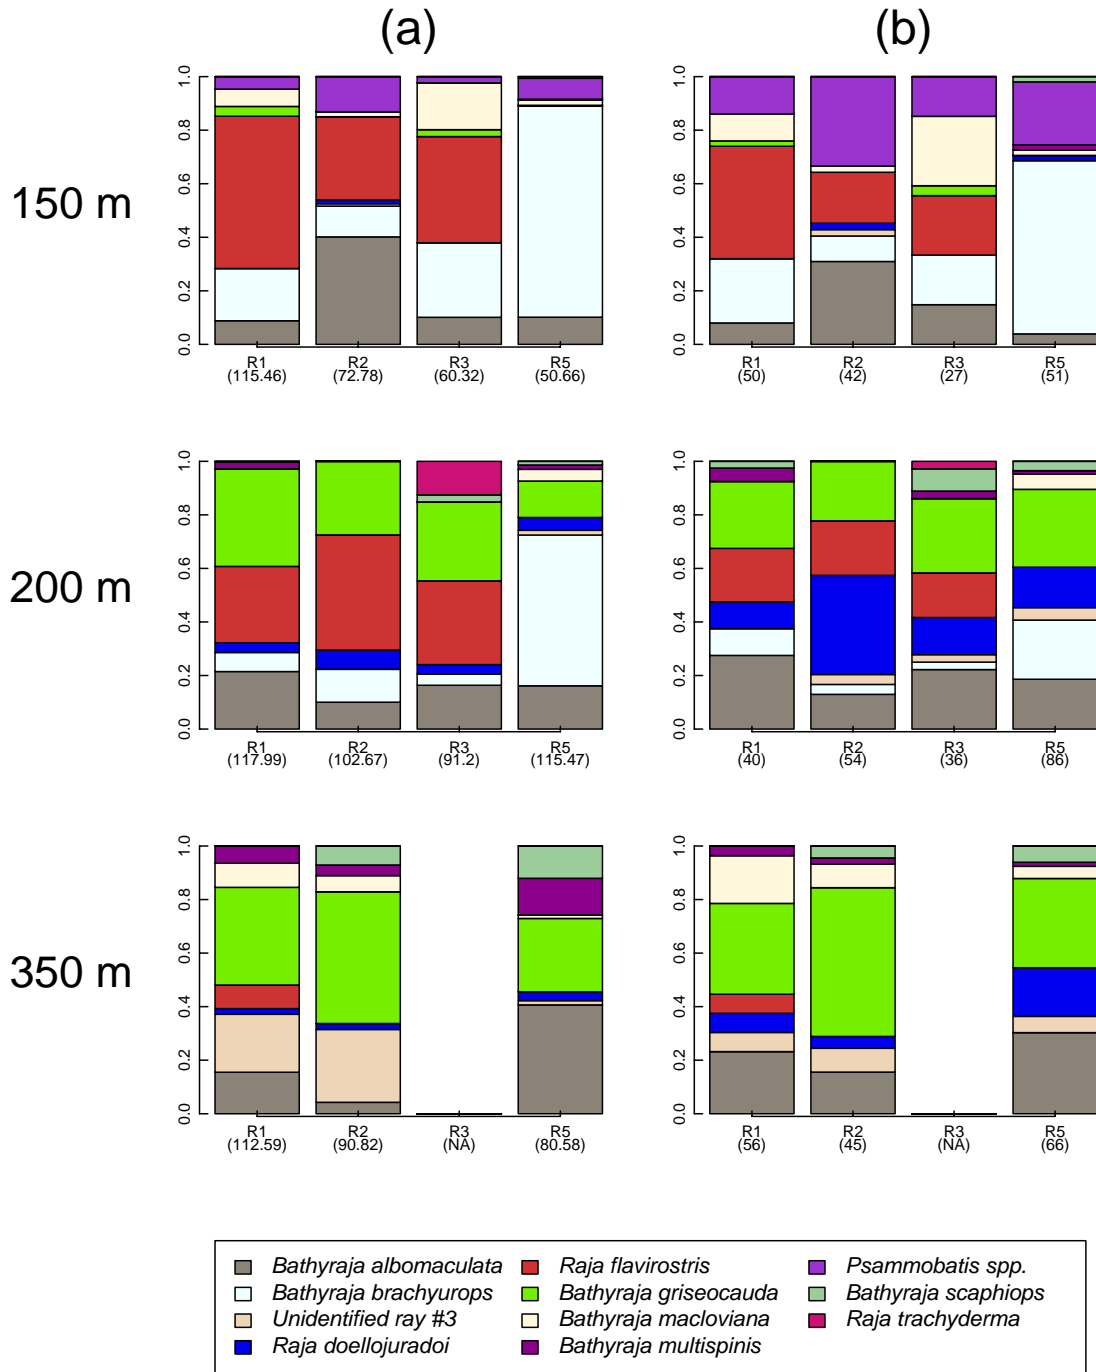 (a) (b)
150 m
0.0 0.2 0.4 0.6 0.8 1.0
R1 R2 R3 R5
(115.46) (72.78) (60.32) (50.66)
0.0 0.2 0.4 0.6 0.8 1.0
R1 R2 R3 R5
(50) (42) (27) (51)
200 m
0.0 0.2 0.4 0.6 0.8 1.0
R1 R2 R3 R5
(117.99) (102.67) (91.2) (115.47)
0.0 0.2 0.4 0.6 0.8 1.0
R1 R2 R3 R5
(40) (54) (36) (86)
350 m
0.0 0.2 0.4 0.6 0.8 1.0
R1 R2 R3 R5
(112.59) (90.82) (NA) (80.58)
0.0 0.2 0.4 0.6 0.8 1.0
R1 R2 R3 R5
(56) (45) (NA) (66)
Bathyraja albomaculata
Bathyraja brachyurops
Unidentified ray #3
Raja doellojuradoi
Raja flavirostris
Bathyraja griseocauda
Bathyraja macloviana
Bathyraja multispinis
Psammobatis spp.
Bathyraja scaphiops
Raja trachyderma